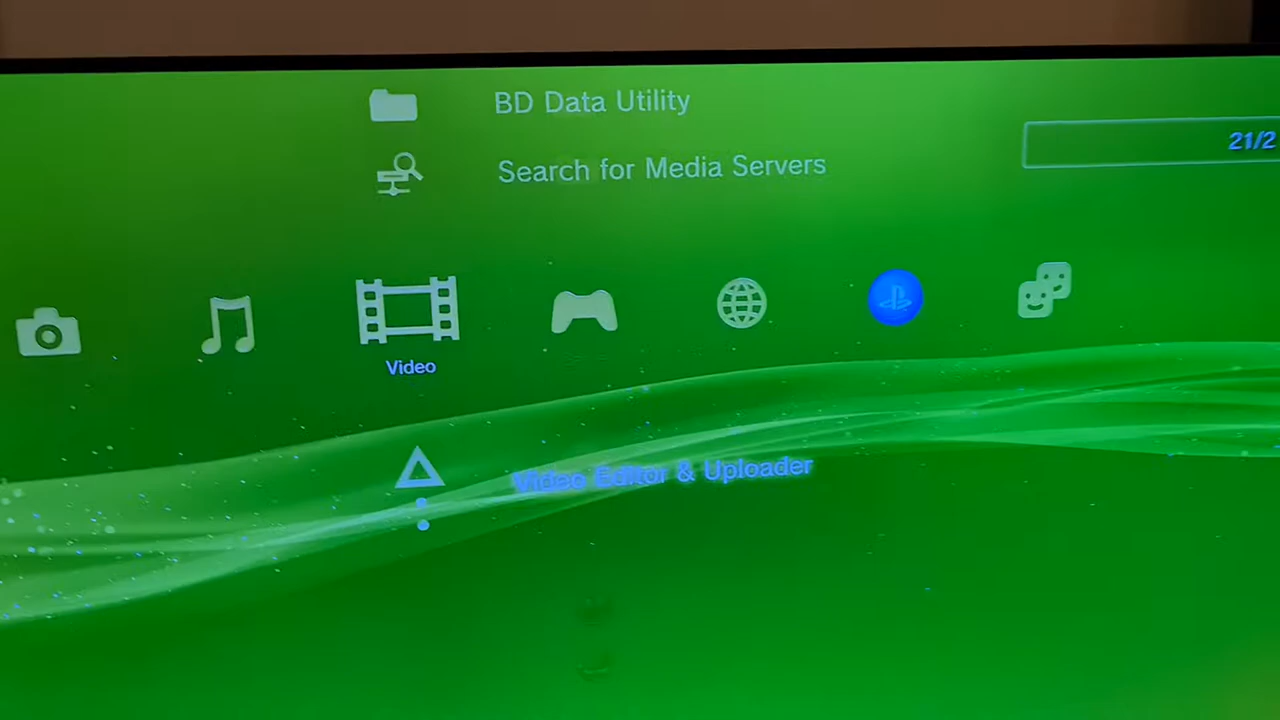 BD Data Utility
Search for Media Servers
21/2
Video
Video Editor & Uploader